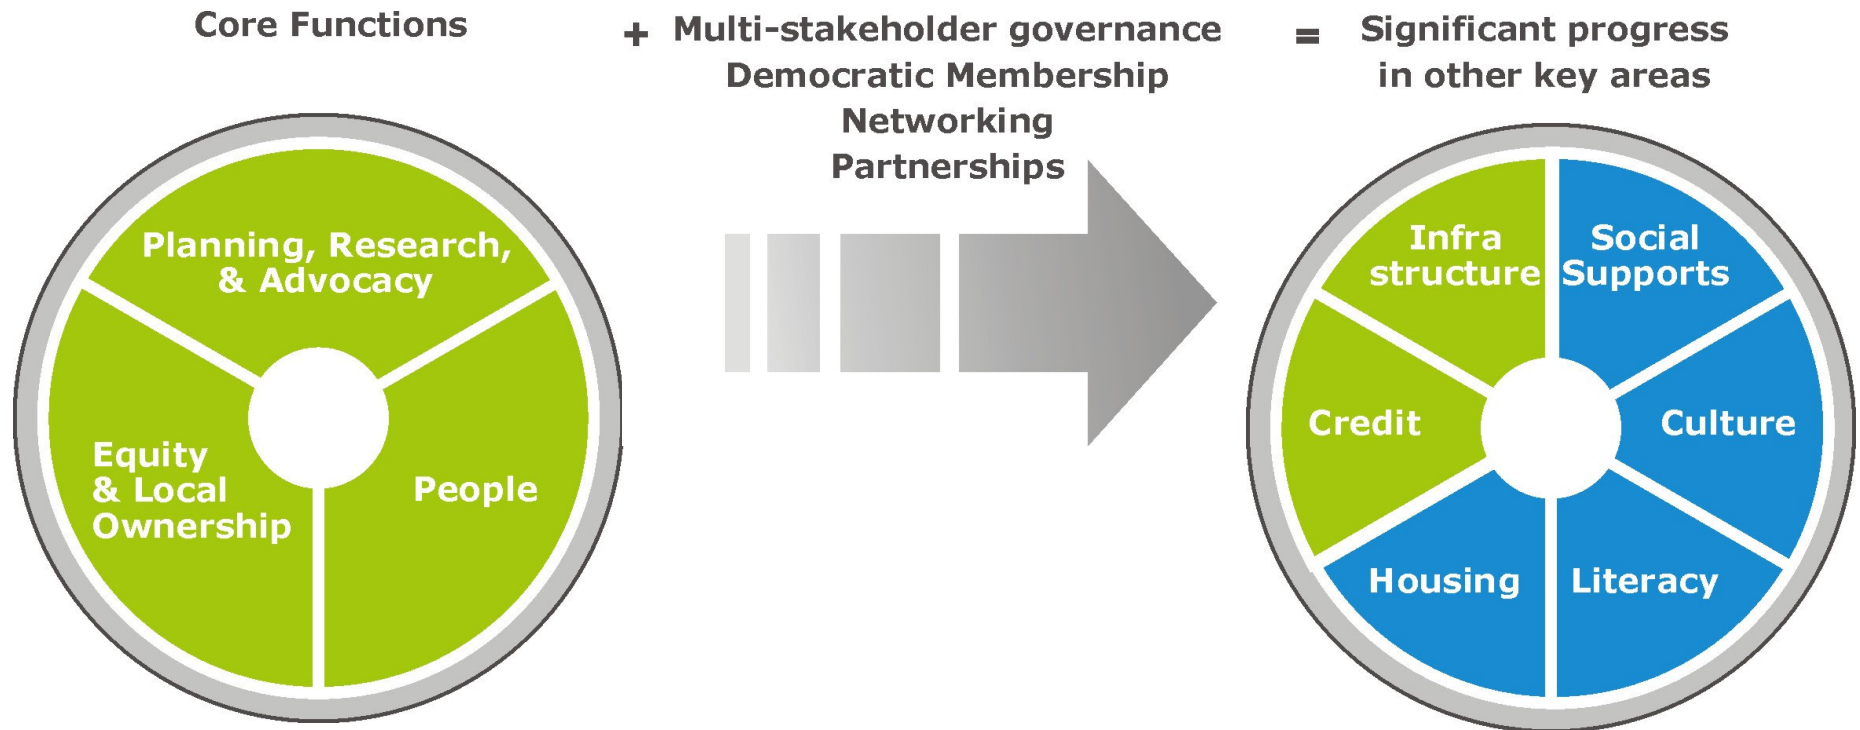 Core Functions
+ Multi-stakeholder governance
Democratic Membership
Networking
Partnerships
= Significant progress
in other key areas
Planning, Research,
& Advocacy
Equity
& Local
Ownership
People
Infra
structure
Social
Supports
Credit
Culture
Housing
Literacy